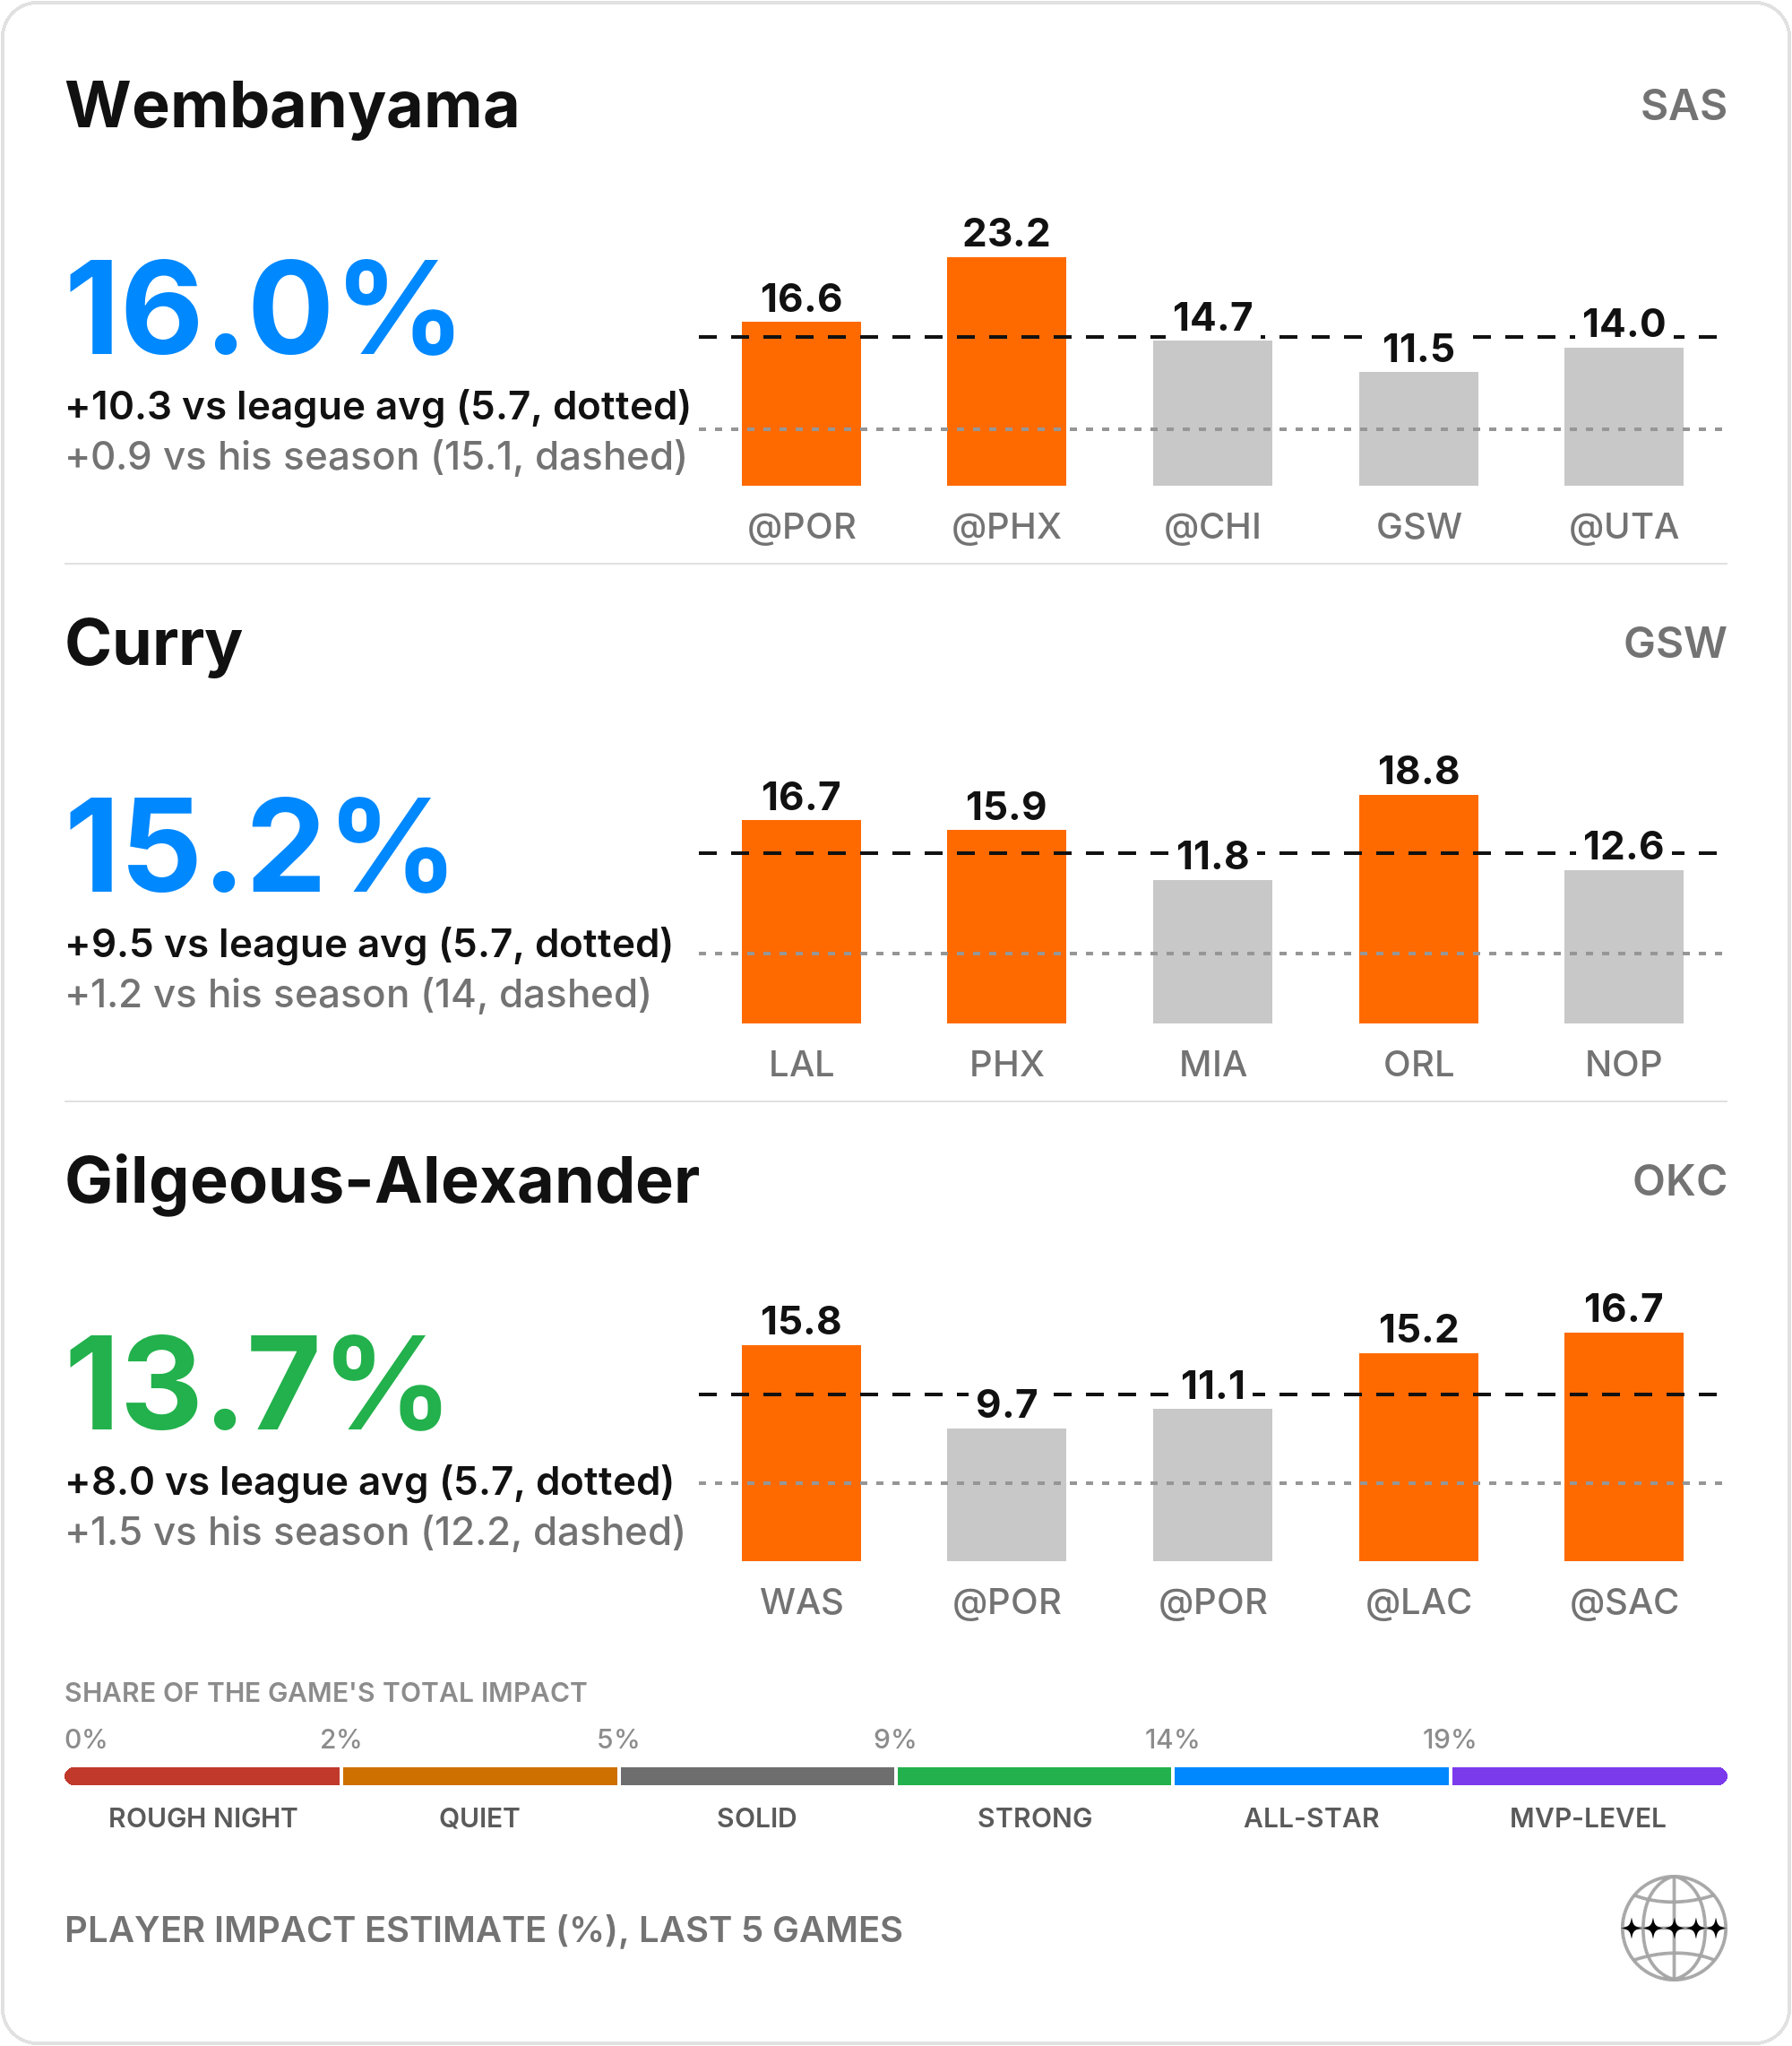 Wembanyama SAS
16.0%
+10.3 vs league avg (5.7, dotted)
+0.9 vs his season (15.1, dashed)
16.6 23.2 14.7 11.5 14.0
@POR @PHX @CHI GSW @UTA
Curry GSW
15.2%
+9.5 vs league avg (5.7, dotted)
+1.2 vs his season (14, dashed)
16.7 15.9 11.8 18.8 12.6
LAL PHX MIA ORL NOP
Gilgeous-Alexander OKC
13.7%
+8.0 vs league avg (5.7, dotted)
+1.5 vs his season (12.2, dashed)
15.8 9.7 11.1 15.2 16.7
WAS @POR @POR @LAC @SAC
SHARE OF THE GAME'S TOTAL IMPACT
0% 2% 5% 9% 14% 19%
ROUGH NIGHT QUIET SOLID STRONG ALL-STAR MVP-LEVEL
PLAYER IMPACT ESTIMATE (%), LAST 5 GAMES